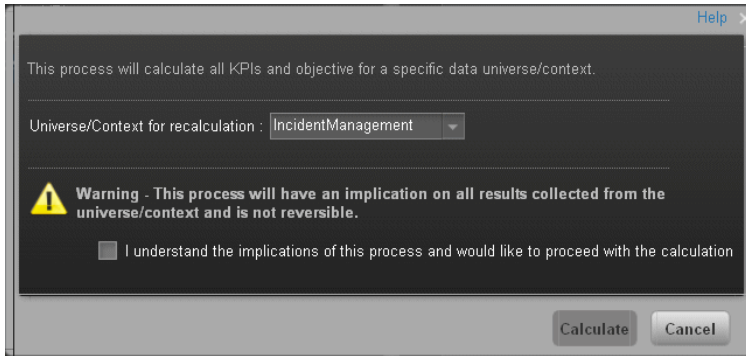 Help
This process will calculate all KPIs and objective for a specific data universe/context.
Universe/Context for recalculation : IncidentManagement
Warning - This process will have an implication on all results collected from the
universe/context and is not reversible.
I understand the implications of this process and would like to proceed with the calculation
Calculate Cancel